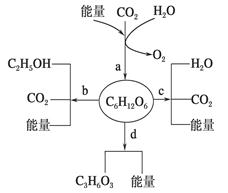 能量 CO₂ H₂O
O₂
a
C₂H₅OH
CO₂
能量
b
C₆H₁₂O₆
c
H₂O
CO₂
能量
d
C₃H₆O₃ 能量